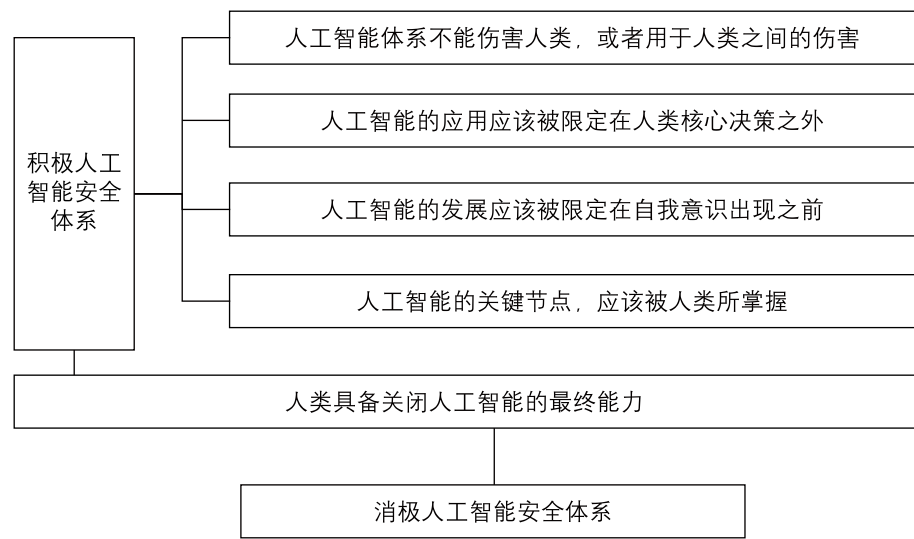 人工智能体系不能伤害人类，或者用于人类之间的伤害
人工智能的应用应该被限定在人类核心决策之外
积极人工
智能安全
体系
人工智能的发展应该被限定在自我意识出现之前
人工智能的关键节点，应该被人类所掌握
人类具备关闭人工智能的最终能力
消极人工智能安全体系